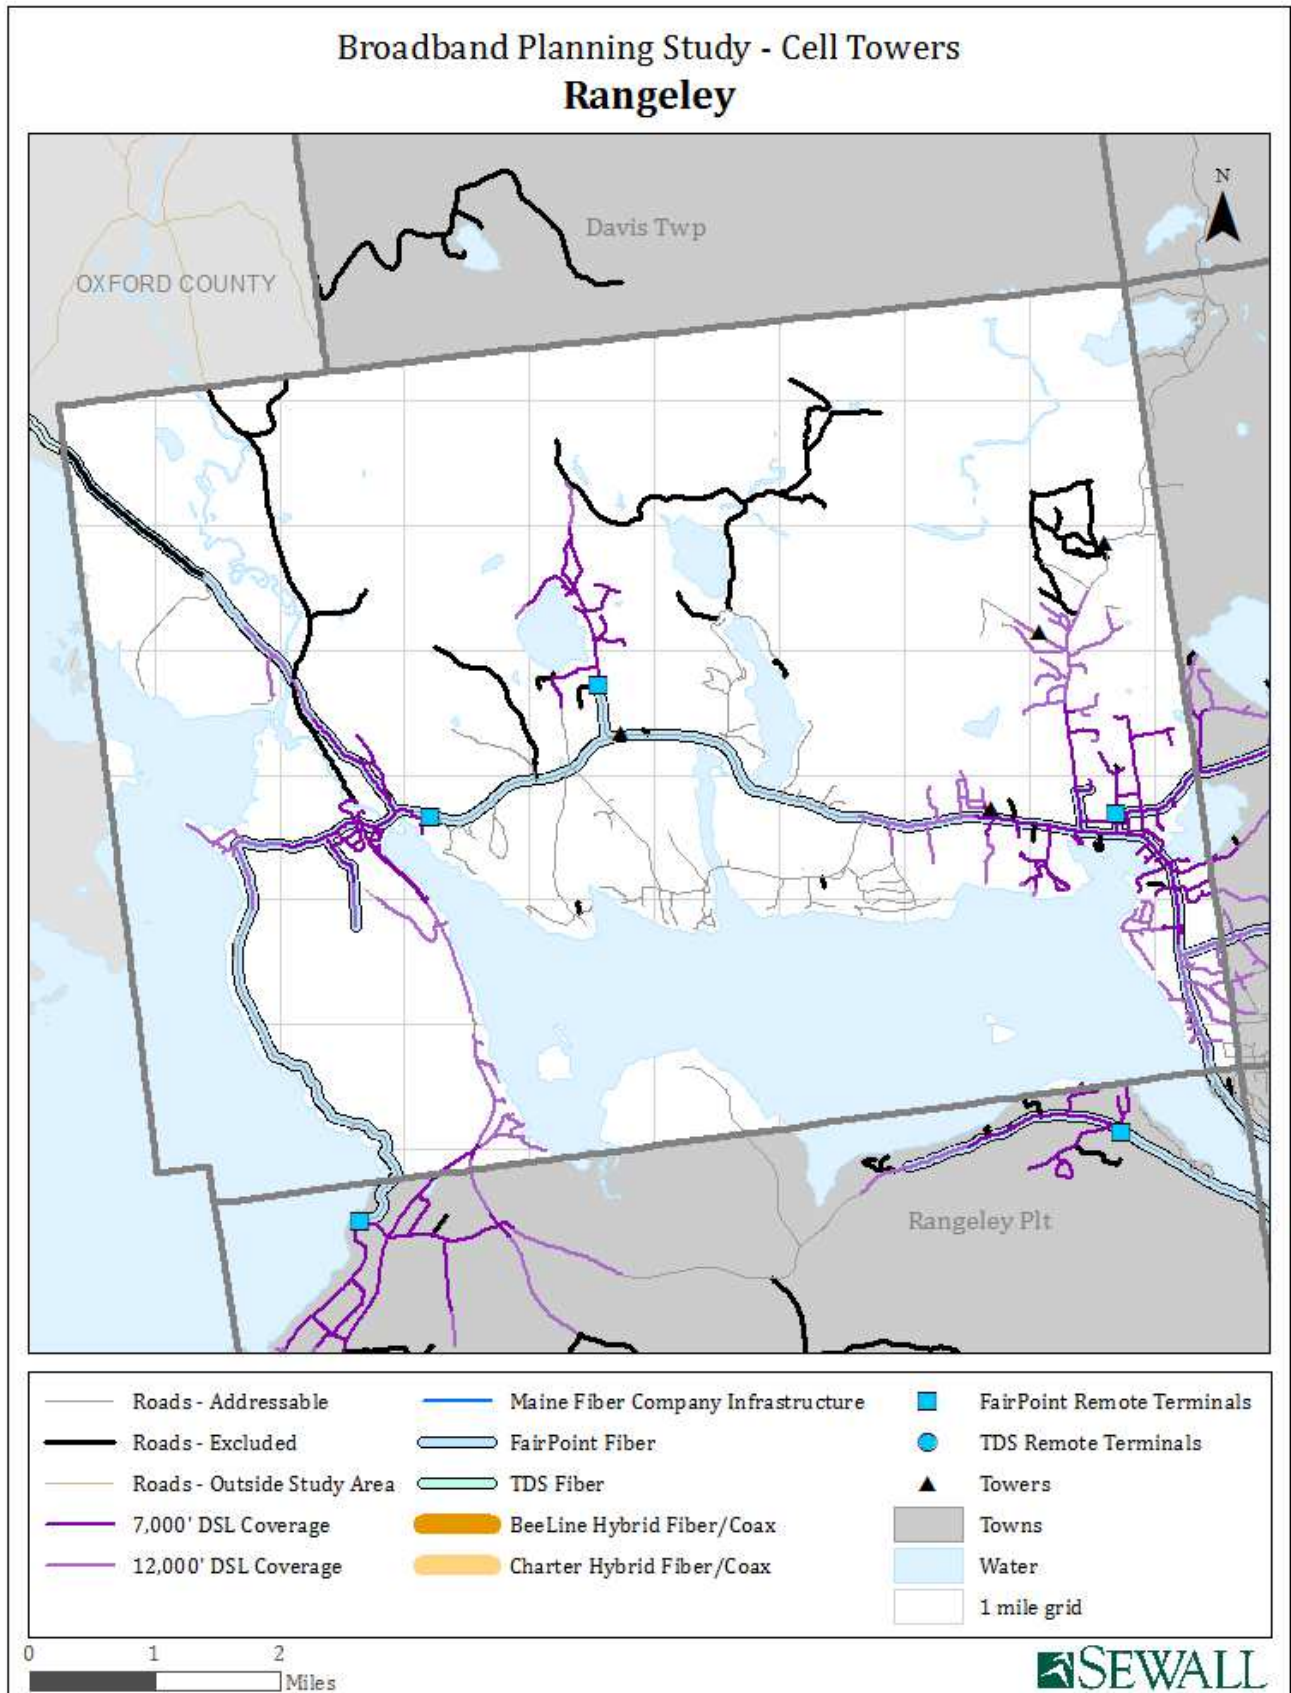 Broadband Planning Study - Cell Towers
Rangeley
Davis Twp
N
OXFORD COUNTY
Rangeley Plt
Roads - Addressable
Roads - Excluded
Roads - Outside Study Area
7,000' DSL Coverage
12,000' DSL Coverage
Maine Fiber Company Infrastructure
FairPoint Fiber
TDS Fiber
BeeLine Hybrid Fiber/Coax
Charter Hybrid Fiber/Coax
FairPoint Remote Terminals
TDS Remote Terminals
Towers
Towns
Water
1 mile grid
0 1 2
Miles
SEWALL